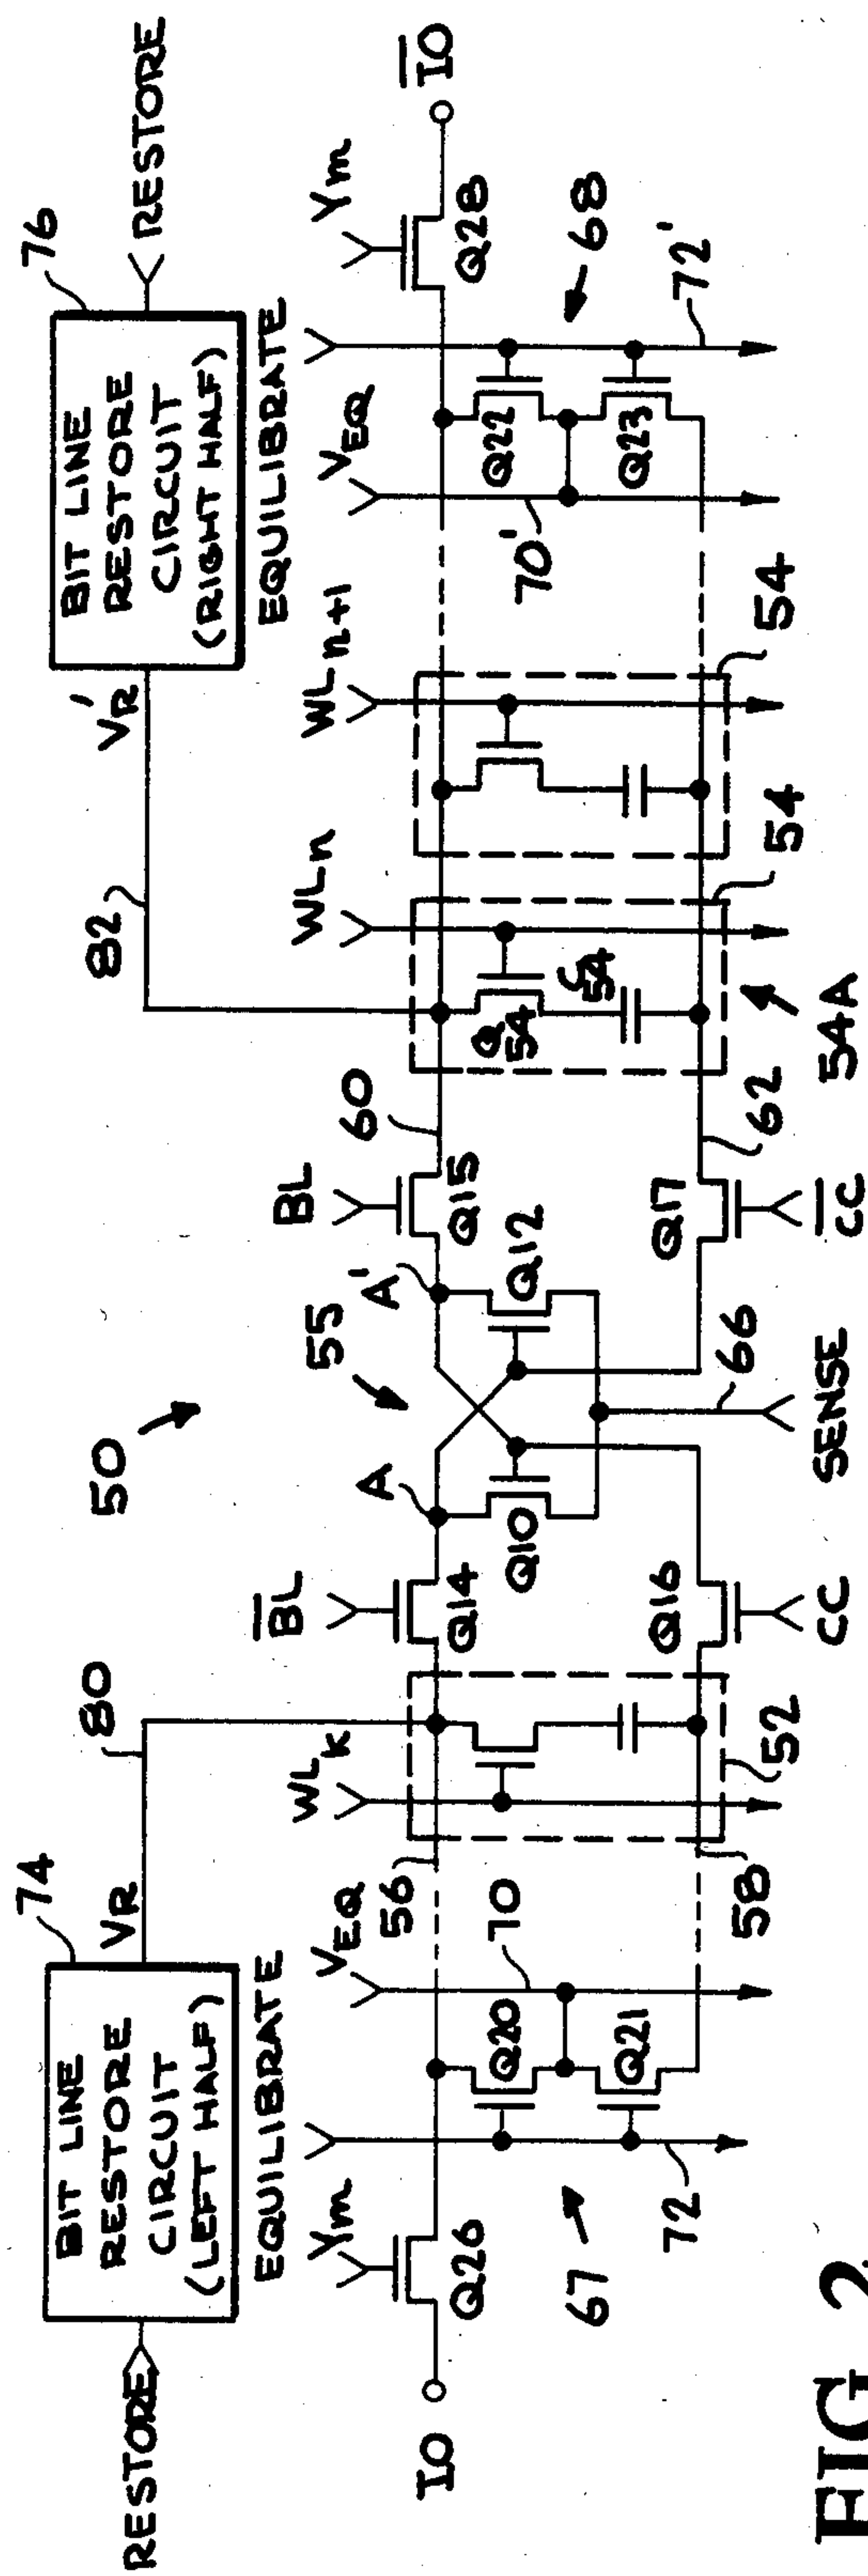 50
74
BIT LINE
RESTORE
CIRCUIT
(LEFT HALF)
RESTORE
VR
80
76
BIT LINE
RESTORE
CIRCUIT
(RIGHT HALF)
RESTORE
V'R
82
EQUILIBRATE
Ym
VEQ
WLk
BL
BL
WLn
WLn+1
VEQ
EQUILIBRATE
Ym
IO
Q26
56
Q14
A
55
A'
Q15
60
Q28
IO
Q20
70
Q10
Q12
Q54
C54
Q22
70'
68
Q21
Q16
Q17
Q23
67
72
58
52
66
62
54A
54
54
72'
CC
SENSE
CC
FIG_2